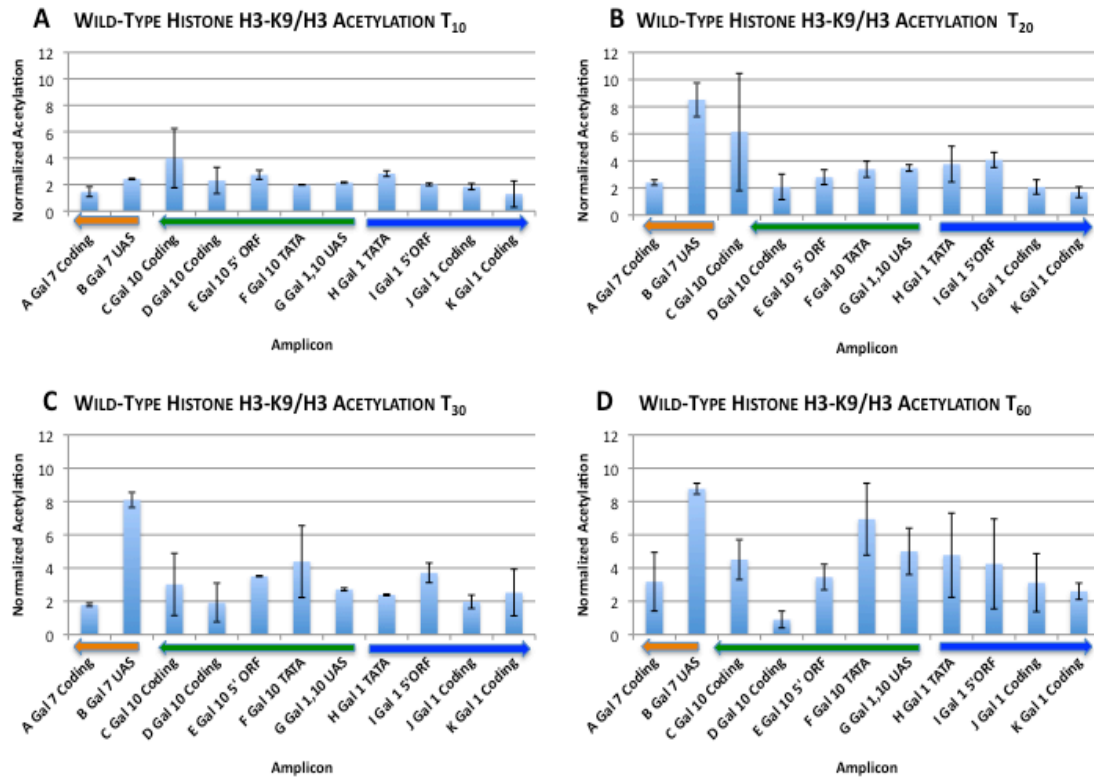 A WILD-TYPE HISTONE H3-K9/H3 ACETYLATION T10
Normalized Acetylation
12
10
8
6
4
2
0
A Gal 7 Coding
B Gal 7 UAS
C Gal 10 Coding
D Gal 10 Coding
E Gal 10 5' ORF
F Gal 10 TATA
G Gal 1,10 UAS
H Gal 1 TATA
I Gal 1 5'ORF
J Gal 1 Coding
K Gal 1 Coding
Amplicon
B WILD-TYPE HISTONE H3-K9/H3 ACETYLATION T20
Normalized Acetylation
12
10
8
6
4
2
0
A Gal 7 Coding
B Gal 7 UAS
C Gal 10 Coding
D Gal 10 Coding
E Gal 10 5' ORF
F Gal 10 TATA
G Gal 1,10 UAS
H Gal 1 TATA
I Gal 1 5'ORF
J Gal 1 Coding
K Gal 1 Coding
Amplicon
C WILD-TYPE HISTONE H3-K9/H3 ACETYLATION T30
Normalized Acetylation
12
10
8
6
4
2
0
A Gal 7 Coding
B Gal 7 UAS
C Gal 10 Coding
D Gal 10 Coding
E Gal 10 5' ORF
F Gal 10 TATA
G Gal 1,10 UAS
H Gal 1 TATA
I Gal 1 5'ORF
J Gal 1 Coding
K Gal 1 Coding
Amplicon
D WILD-TYPE HISTONE H3-K9/H3 ACETYLATION T60
Normalized Acetylation
12
10
8
6
4
2
0
A Gal 7 Coding
B Gal 7 UAS
C Gal 10 Coding
D Gal 10 Coding
E Gal 10 5' ORF
F Gal 10 TATA
G Gal 1,10 UAS
H Gal 1 TATA
I Gal 1 5'ORF
J Gal 1 Coding
K Gal 1 Coding
Amplicon